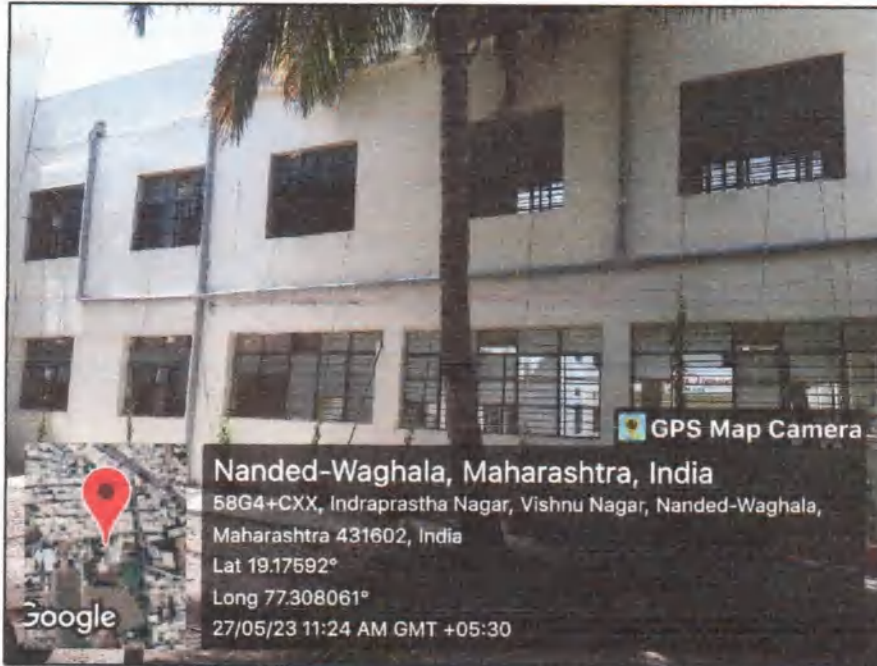 GPS Map Camera
Nanded-Waghala, Maharashtra, India
58G4+CXX, Indraprastha Nagar, Vishnu Nagar, Nanded-Waghala,
Maharashtra 431602, India
Lat 19.17592°
Long 77.308061°
27/05/23 11:24 AM GMT +05:30
Google